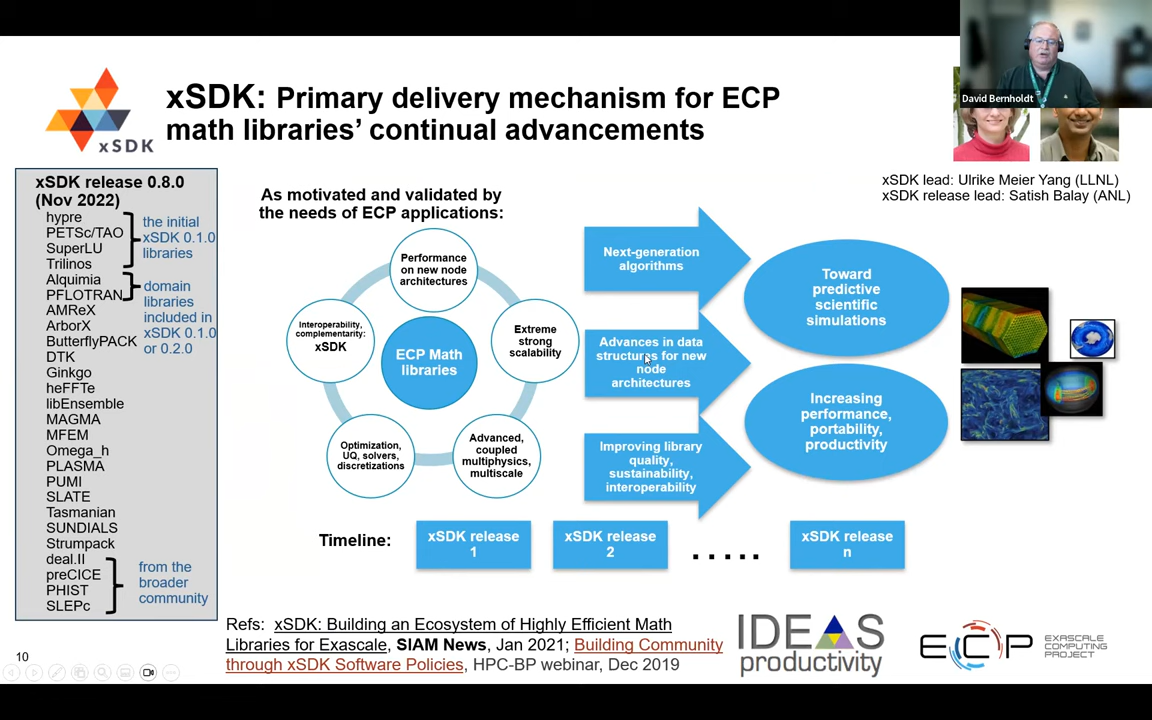 David Bernholdt
xSDK
xSDK: Primary delivery mechanism for ECP
math libraries' continual advancements
xSDK lead: Ulrike Meier Yang (LLNL)
xSDK release lead: Satish Balay (ANL)
xSDK release 0.8.0
(Nov 2022)
hypre
PETSc/TAO
SuperLU
Trilinos
the initial
xSDK 0.1.0
libraries
Alquimia
PFLOTRAN
domain
libraries
included in
xSDK 0.1.0
or 0.2.0
AMReX
ArborX
ButterflyPACK
DTK
Ginkgo
heFFTe
libEnsemble
MAGMA
MFEM
Omega_h
PLASMA
PUMI
SLATE
Tasmanian
SUNDIALS
Strumpack
deal.II
preCICE
PHIST
SLEPc
from the
broader
community
As motivated and validated by
the needs of ECP applications:
Performance
on new node
architectures
Interoperability,
complementarity:
xSDK
ECP Math
libraries
Extreme
strong
scalability
Optimization,
UQ, solvers,
discretizations
Advanced,
coupled
multiphysics,
multiscale
Next-generation
algorithms
Advances in data
structures for new
node
architectures
Improving library
quality,
sustainability,
interoperability
Toward
predictive
scientific
simulations
Increasing
performance,
portability,
productivity
Timeline:
xSDK release
1
xSDK release
2
. . . . .
xSDK release
n
Refs: xSDK: Building an Ecosystem of Highly Efficient Math
Libraries for Exascale, SIAM News, Jan 2021; Building Community
through xSDK Software Policies, HPC-BP webinar, Dec 2019
IDEAS
productivity
ECP
EXASCALE
COMPUTING
PROJECT
10